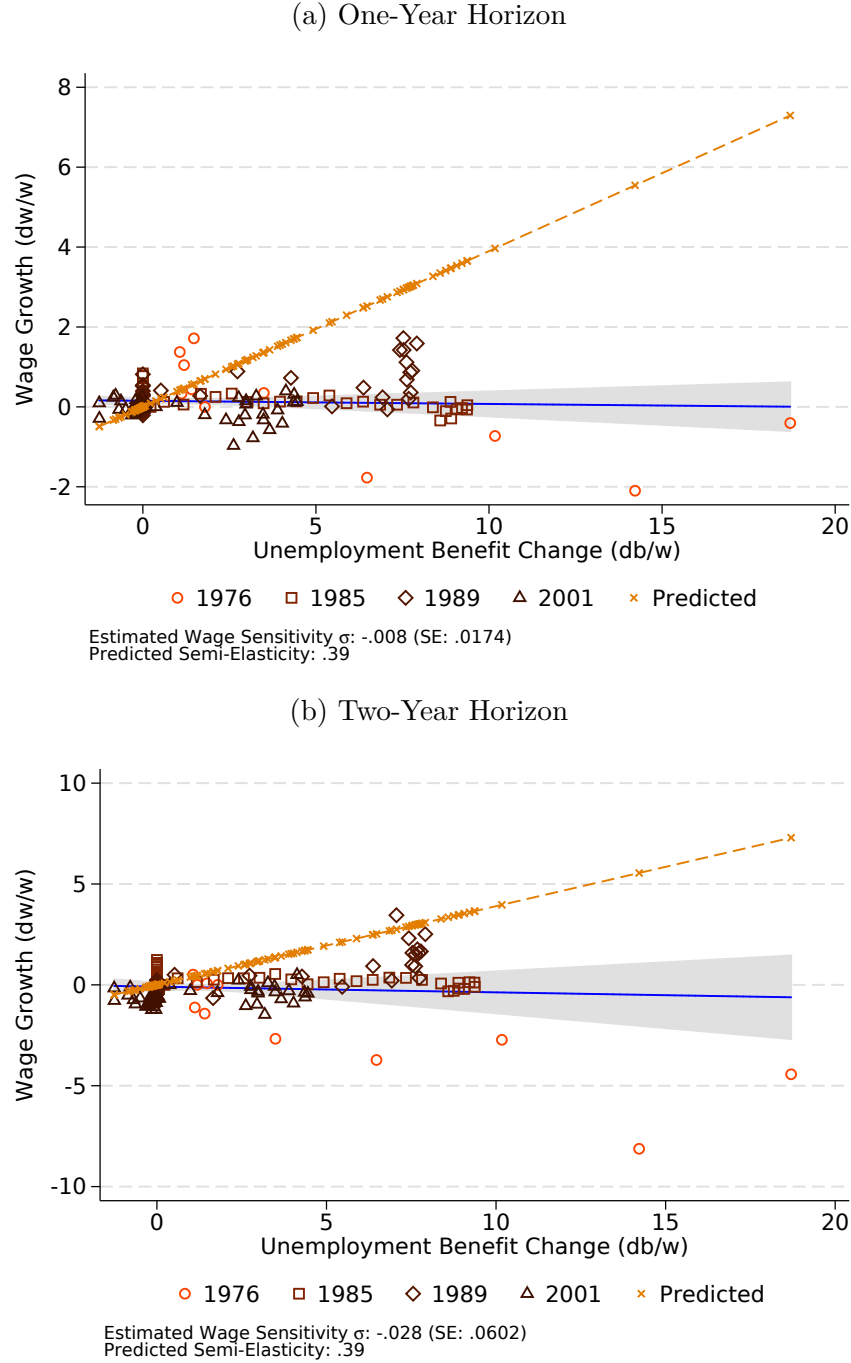 (a) One-Year Horizon
8
6
4
2
0
-2
Wage Growth (dw/w)
0 5 10 15 20
Unemployment Benefit Change (db/w)
1976 1985 1989 2001 Predicted
Estimated Wage Sensitivity σ: -.008 (SE: .0174)
Predicted Semi-Elasticity: .39
(b) Two-Year Horizon
10
5
0
-5
-10
Wage Growth (dw/w)
0 5 10 15 20
Unemployment Benefit Change (db/w)
1976 1985 1989 2001 Predicted
Estimated Wage Sensitivity σ: -.028 (SE: .0602)
Predicted Semi-Elasticity: .39